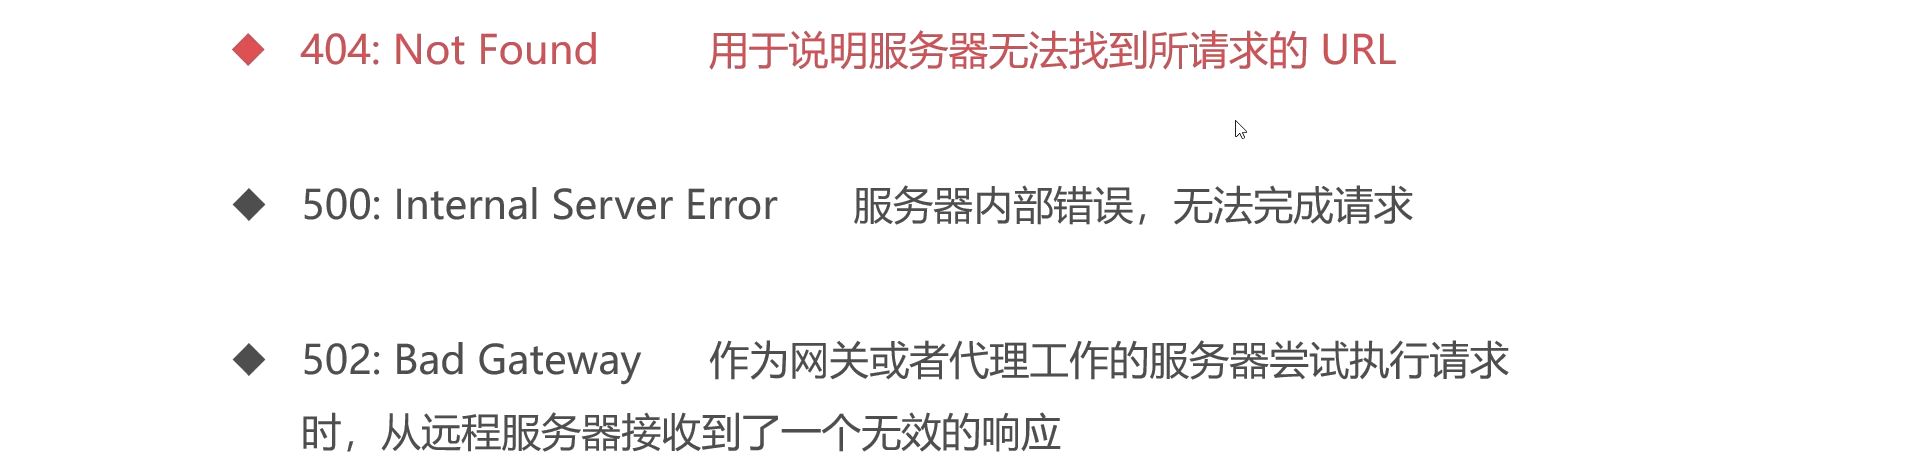 404: Not Found 用于说明服务器无法找到所请求的 URL
500: Internal Server Error 服务器内部错误，无法完成请求
502: Bad Gateway 作为网关或者代理工作的服务器尝试执行请求
时，从远程服务器接收到了一个无效的响应